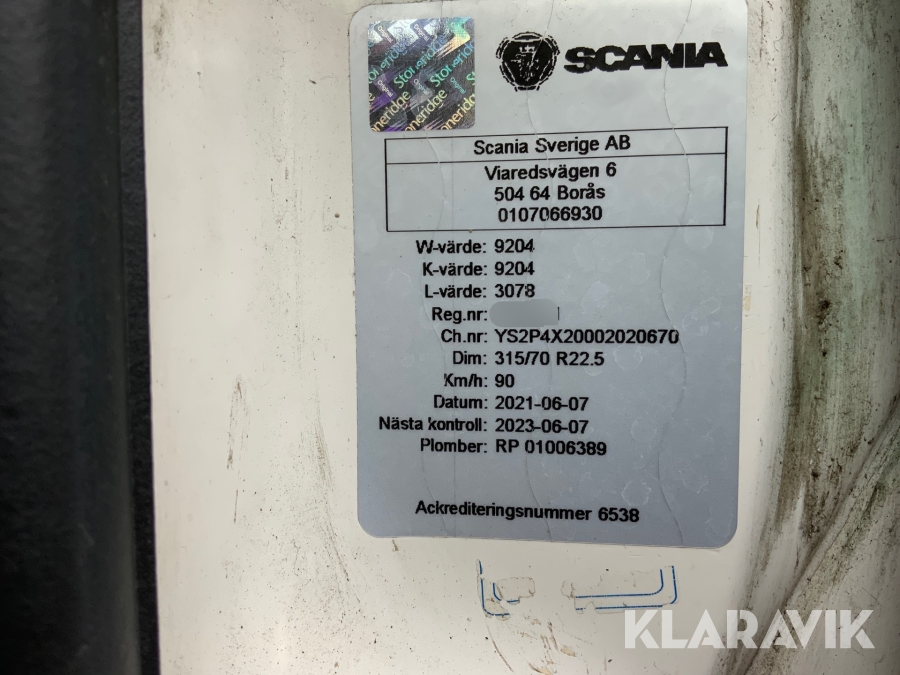 Stoneridge
SCANIA
Scania Sverige AB
Viaredsvägen 6
504 64 Borås
0107066930
W-värde: 9204
K-värde: 9204
L-värde: 3078
Reg.nr:
Ch.nr: YS2P4X20002020670
Dim: 315/70 R22.5
Km/h: 90
Datum: 2021-06-07
Nästa kontroll: 2023-06-07
Plomber: RP 01006389
Ackrediteringsnummer 6538
KLARAVIK